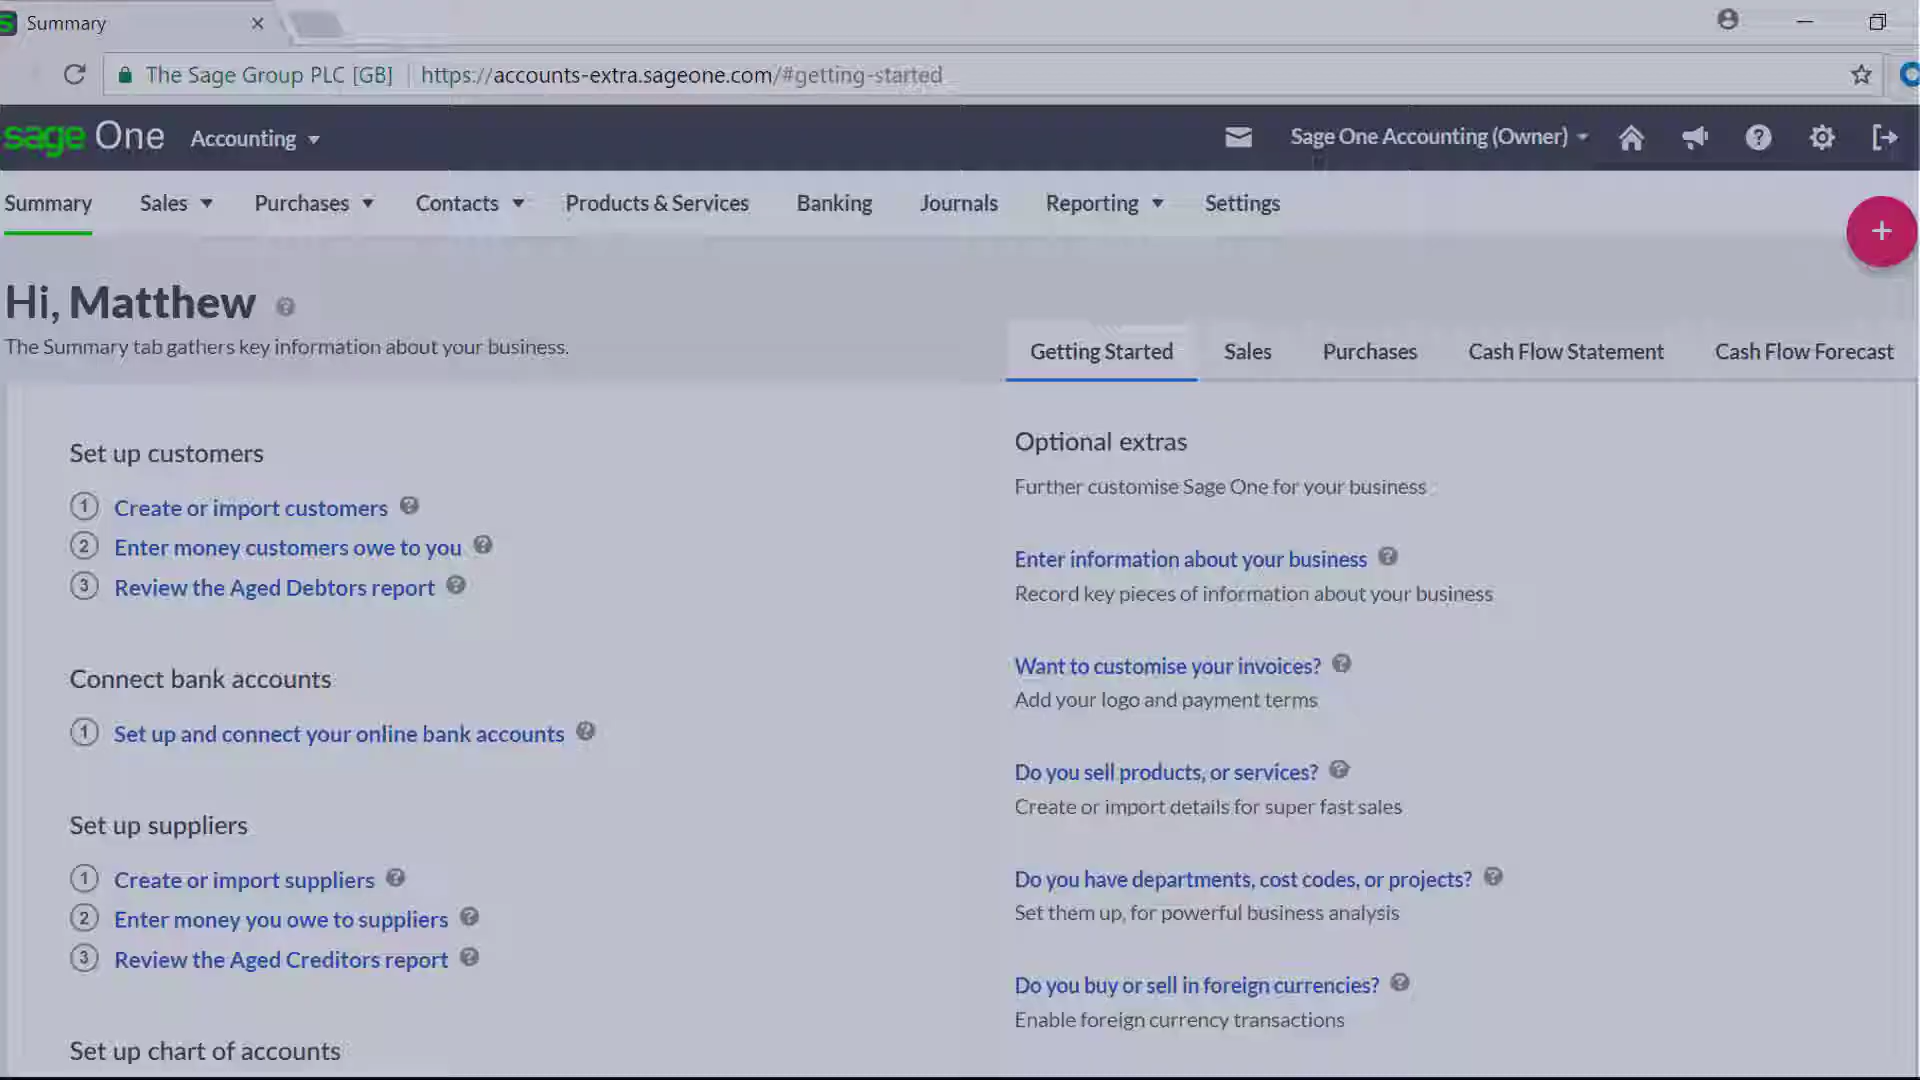 Summary
The Sage Group PLC [GB] https://accounts-extra.sageone.com/#getting-started
sage One Accounting Sage One Accounting (Owner)
Summary Sales Purchases Contacts Products & Services Banking Journals Reporting Settings
+
Hi, Matthew
The Summary tab gathers key information about your business.
Getting Started Sales Purchases Cash Flow Statement Cash Flow Forecast
Set up customers
1 Create or import customers
2 Enter money customers owe to you
3 Review the Aged Debtors report
Connect bank accounts
1 Set up and connect your online bank accounts
Set up suppliers
1 Create or import suppliers
2 Enter money you owe to suppliers
3 Review the Aged Creditors report
Set up chart of accounts
Optional extras
Further customise Sage One for your business
Enter information about your business
Record key pieces of information about your business
Want to customise your invoices?
Add your logo and payment terms
Do you sell products, or services?
Create or import details for super fast sales
Do you have departments, cost codes, or projects?
Set them up, for powerful business analysis
Do you buy or sell in foreign currencies?
Enable foreign currency transactions